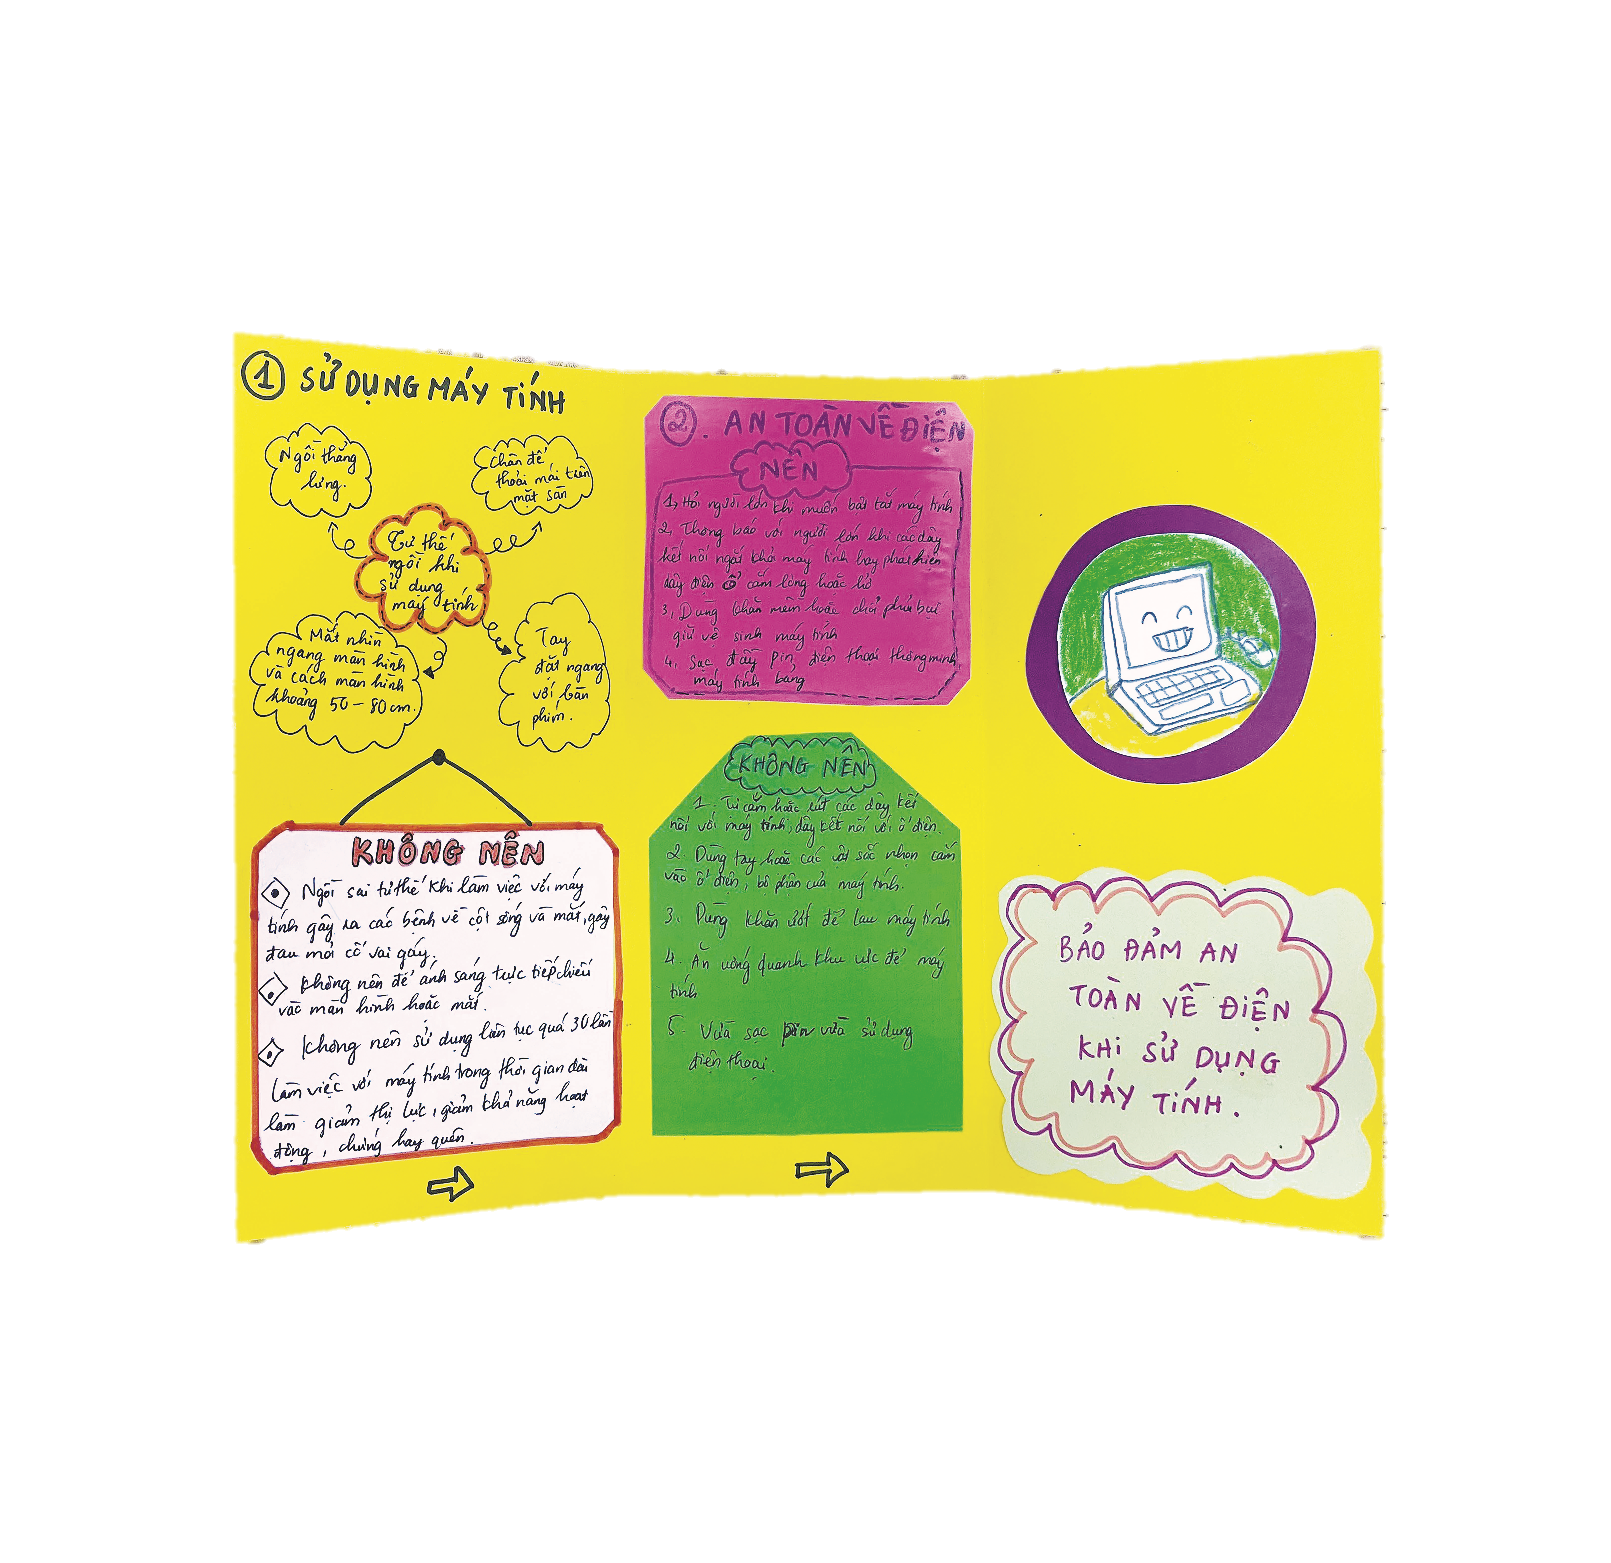 1 SỬ DỤNG MÁY TÍNH
Ngồi thẳng
lưng.
Chân để
thoải mái trên
mặt sàn
Tư thế
ngồi khi
sử dụng
máy tính
Mắt nhìn
ngang màn hình
và cách màn hình
khoảng 50 - 80 cm.
Tay
đặt ngang
với bàn
phím.
KHÔNG NÊN
Ngồi sai tư thế khi làm việc với máy
tính gây ra các bệnh về cột sống và mắt, gây
đau mỏi cổ vai gáy.
Không nên để ánh sáng trực tiếp chiếu
vào màn hình hoặc mắt.
Không nên sử dụng liên tục quá 30 lần
làm việc với máy tính trong thời gian dài
làm giảm thị lực, giảm khả năng hoạt
động, chứng hay quên.
2. AN TOÀN VỀ ĐIỆN
NÊN
1, Hỏi người lớn khi muốn bật tắt máy tính
2, Thông báo với người lớn khi các dây
kết nối ngắt khỏi máy tính hay phát hiện
dây điện ổ cắm lỏng hoặc hở
3, Dùng khăn mềm hoặc chổi phủi bụi
giữ vệ sinh máy tính
4. Sạc đầy pin điện thoại thông minh,
máy tính bảng
KHÔNG NÊN
1. Tự cắm hoặc rút các dây kết
nối với máy tính, dây kết nối với ổ điện.
2. Dùng tay hoặc các vật sắc nhọn cắm
vào ổ điện, bộ phận của máy tính.
3. Dùng khăn ướt để lau máy tính
4. Ăn uống quanh khu vực để máy
tính
5. Vừa sạc pin vừa sử dụng
điện thoại.
BẢO ĐẢM AN
TOÀN VỀ ĐIỆN
KHI SỬ DỤNG
MÁY TÍNH.